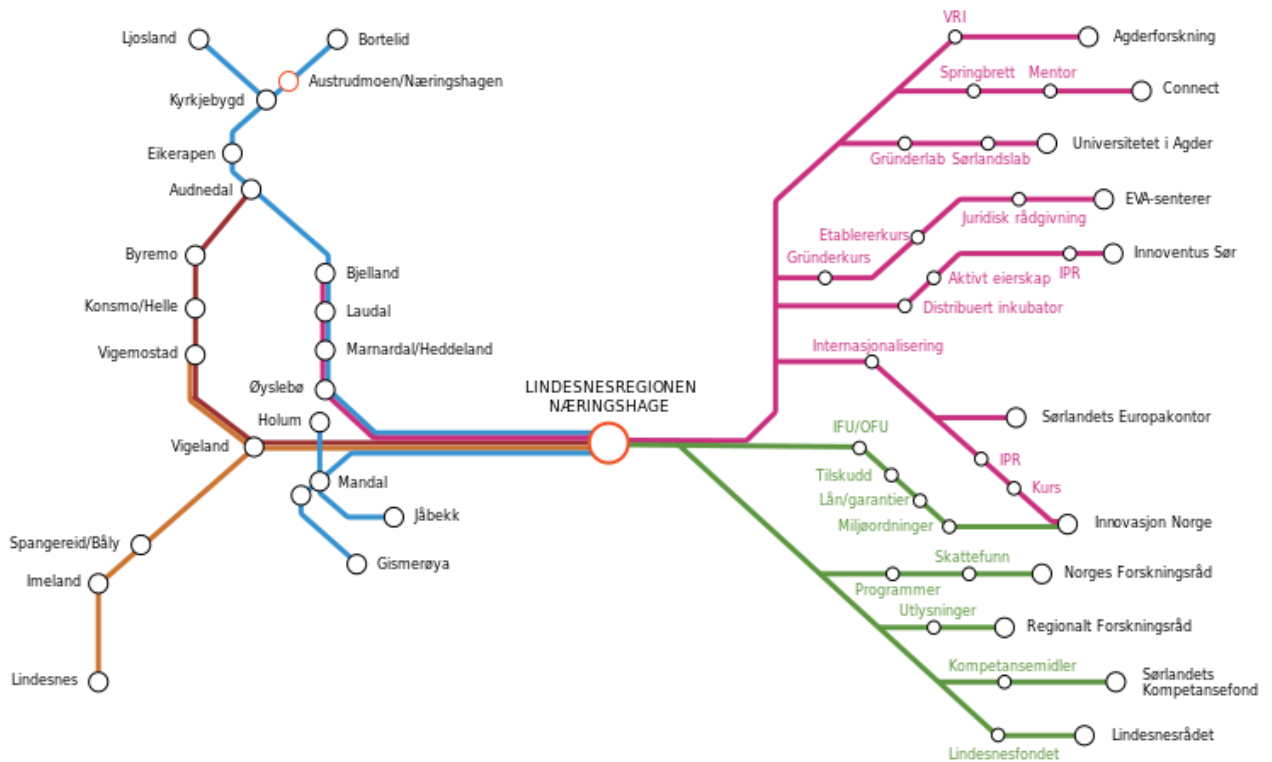 Ljosland
Bortelid
Austrudmoen/Næringshagen
Kyrkjebygd
Eikerapen
Audnedal
Byremo
Bjelland
Konsmo/Helle
Laudal
Vigemostad
Marnardal/Heddeland
Øyslebø
Holum
Vigeland
Mandal
Jåbekk
Spangereid/Båly
Gismerøya
Imeland
Lindesnes
LINDESNESREGIONEN
NÆRINGSHAGE
VRI
Agderforskning
Springbrett
Mentor
Connect
Gründerlab
Sørlandslab
Universitetet i Agder
Gründerkurs
Etablererkurs
Juridisk rådgivning
EVA-senterer
Distribuert inkubator
Aktivt eierskap
IPR
Innoventus Sør
Internasjonalisering
Sørlandets Europakontor
IPR
Kurs
IFU/OFU
Tilskudd
Lån/garantier
Miljøordninger
Innovasjon Norge
Programmer
Skattefunn
Norges Forskningsråd
Utlysninger
Regionalt Forskningsråd
Kompetansemidler
Sørlandets
Kompetansefond
Lindesnesfondet
Lindesnesrådet